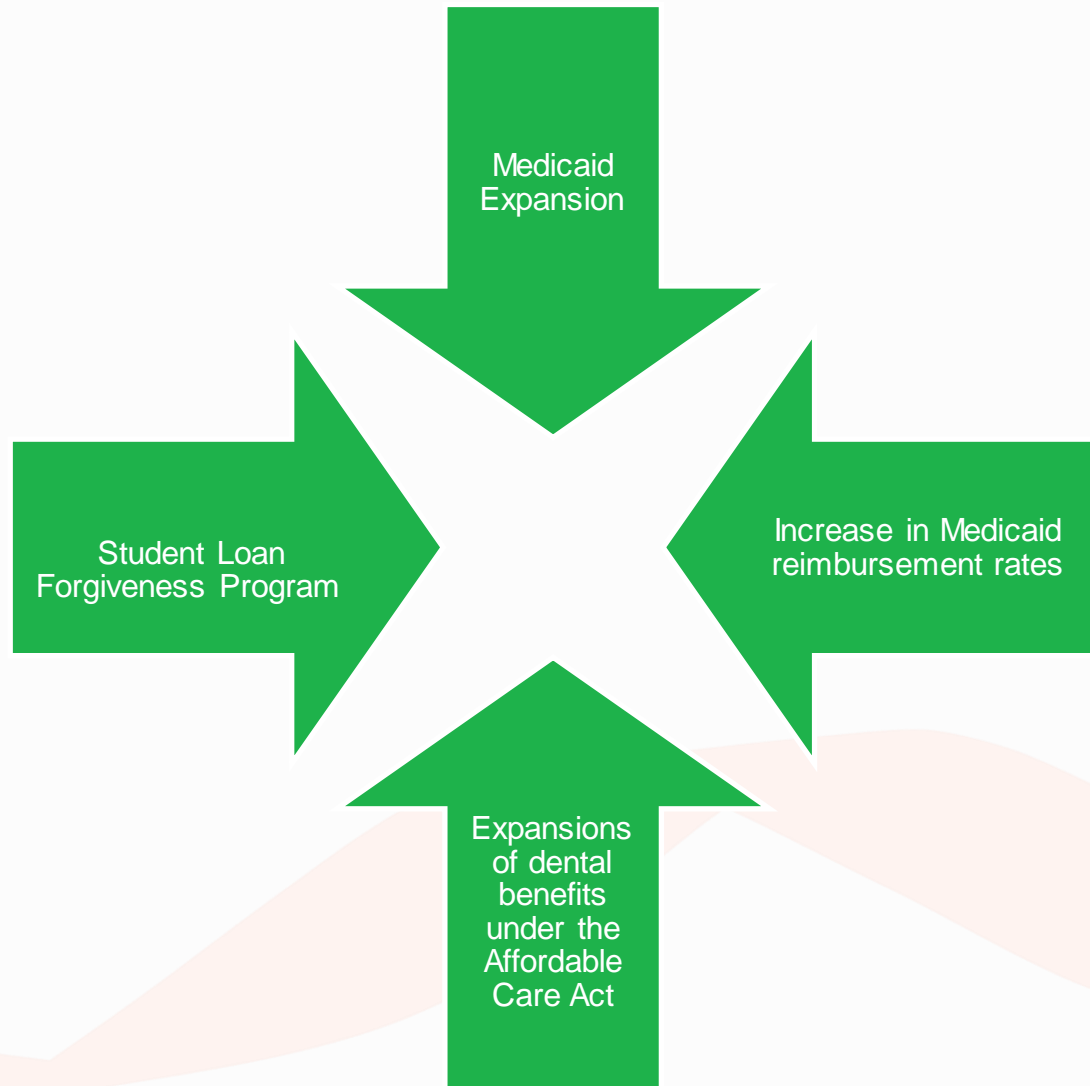 Medicaid
Expansion
Student Loan
Forgiveness Program
Increase in Medicaid
reimbursement rates
Expansions
of dental
benefits
under the
Affordable
Care Act